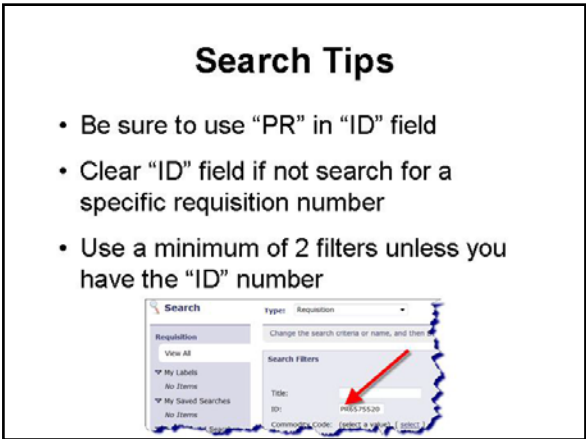 Search Tips
• Be sure to use “PR” in “ID” field
• Clear “ID” field if not search for a
specific requisition number
• Use a minimum of 2 filters unless you
have the “ID” number
Search
Type: Requisition
Requisition
Change the search criteria or name, and then
View All
Search Filters
My Labels
No Items
Title:
My Saved Searches
ID: PR6575520
No Items
Commodity Code: (select a value) [ select ]